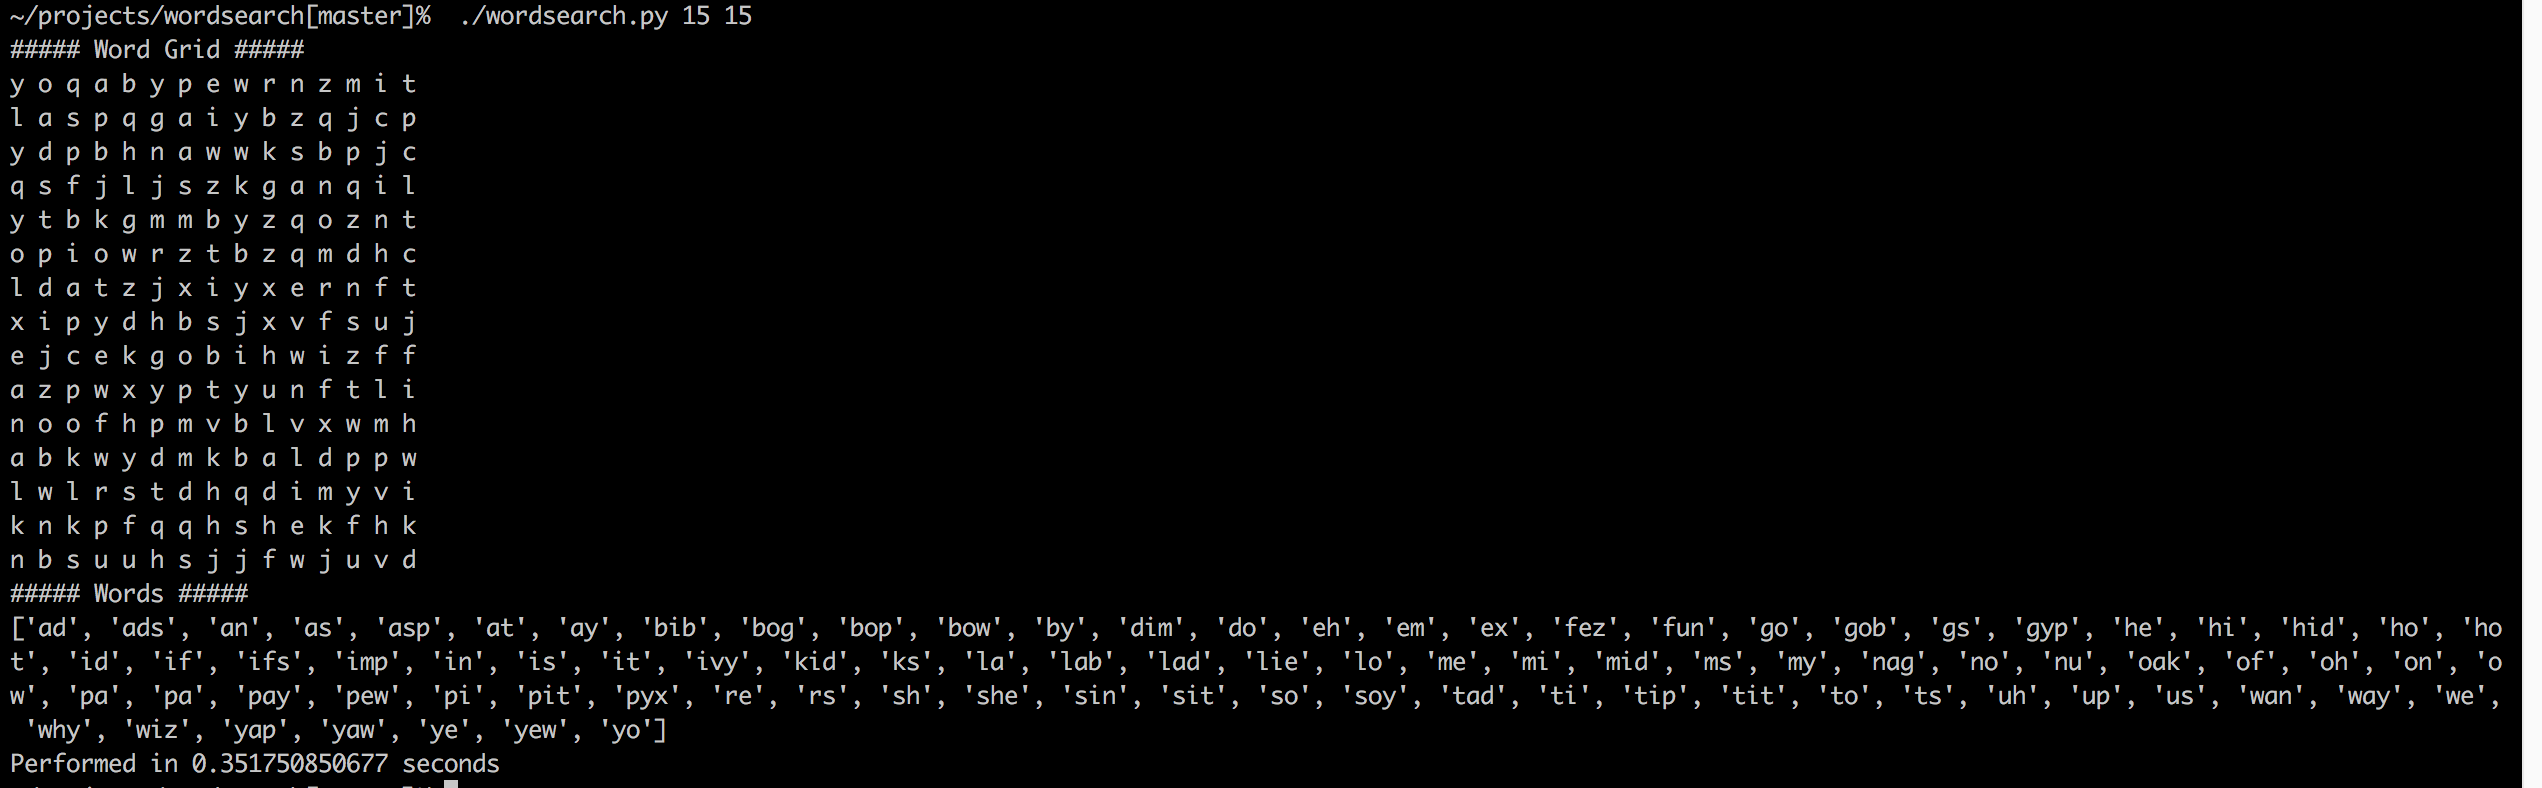 ~/projects/wordsearch[master]%  ./wordsearch.py 15 15
##### Word Grid #####
y o q a b y p e w r n z m i t
l a s p q g a i y b z q j c p
y d p b h n a w w k s b p j c
q s f j l j s z k g a n q i l
y t b k g m m b y z q o z n t
o p i o w r z t b z q m d h c
l d a t z j x i y x e r n f t
x i p y d h b s j x v f s u j
e j c e k g o b i h w i z f f
a z p w x y p t y u n f t l i
n o o f h p m v b l v x w m h
a b k w y d m k b a l d p p w
l w l r s t d h q d i m y v i
k n k p f q q h s h e k f h k
n b s u u h s j j f w j u v d
##### Words #####
['ad', 'ads', 'an', 'as', 'asp', 'at', 'ay', 'bib', 'bog', 'bop', 'bow', 'by', 'dim', 'do', 'eh', 'em', 'ex', 'fez', 'fun', 'go', 'gob', 'gs', 'gyp', 'he', 'hi', 'hid', 'ho', 'ho
t', 'id', 'if', 'ifs', 'imp', 'in', 'is', 'it', 'ivy', 'kid', 'ks', 'la', 'lab', 'lad', 'lie', 'lo', 'me', 'mi', 'mid', 'ms', 'my', 'nag', 'no', 'nu', 'oak', 'of', 'oh', 'on', 'o
w', 'pa', 'pa', 'pay', 'pew', 'pi', 'pit', 'pyx', 're', 'rs', 'sh', 'she', 'sin', 'sit', 'so', 'soy', 'tad', 'ti', 'tip', 'tit', 'to', 'ts', 'uh', 'up', 'us', 'wan', 'way', 'we',
 'why', 'wiz', 'yap', 'yaw', 'ye', 'yew', 'yo']
Performed in 0.351750850677 seconds